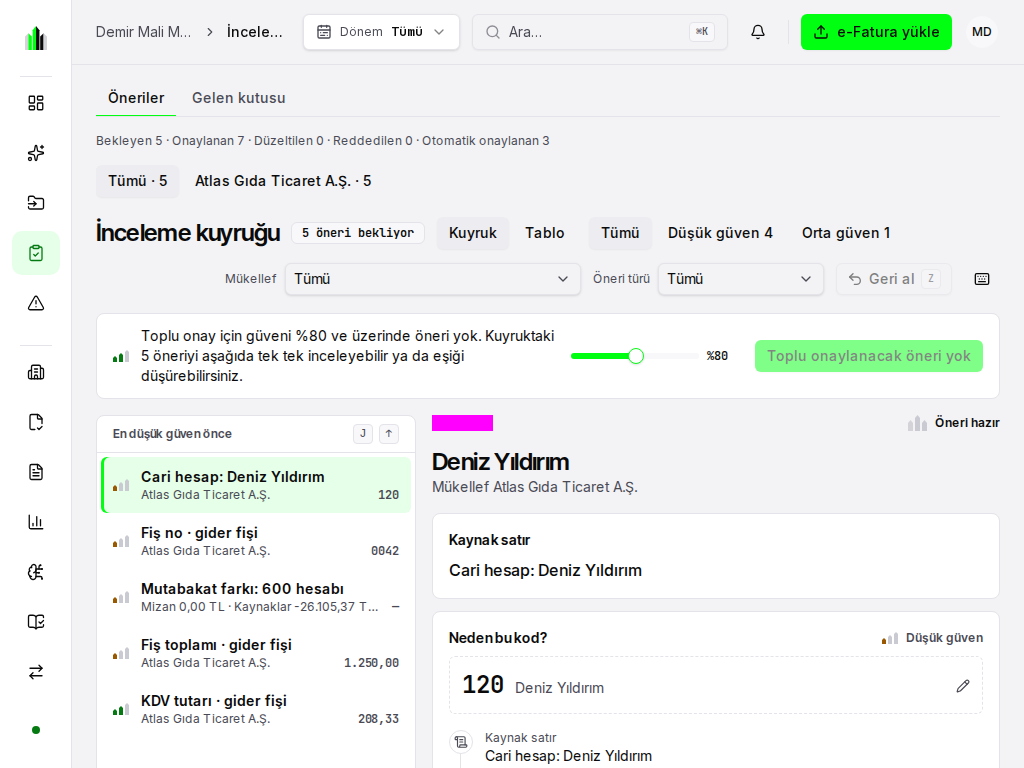 Demir Mali M... > İncele...
Dönem Tümü
Ara...
⌘K
e-Fatura yükle
MD
Öneriler
Gelen kutusu
Bekleyen 5 · Onaylanan 7 · Düzeltilen 0 · Reddedilen 0 · Otomatik onaylanan 3
Tümü · 5
Atlas Gıda Ticaret A.Ş. · 5
İnceleme kuyruğu
5 öneri bekliyor
Kuyruk
Tablo
Tümü
Düşük güven 4
Orta güven 1
Mükellef
Tümü
Öneri türü
Tümü
Geri al Z
Toplu onay için güveni %80 ve üzerinde öneri yok. Kuyruktaki
5 öneriyi aşağıda tek tek inceleyebilir ya da eşiği
düşürebilirsiniz.
%80
Toplu onaylanacak öneri yok
En düşük güven önce
J ↑
Cari hesap: Deniz Yıldırım
Atlas Gıda Ticaret A.Ş. 120
Fiş no · gider fişi
Atlas Gıda Ticaret A.Ş. 0042
Mutabakat farkı: 600 hesabı
Mizan 0,00 TL · Kaynaklar -26.105,37 T... —
Fiş toplamı · gider fişi
Atlas Gıda Ticaret A.Ş. 1.250,00
KDV tutarı · gider fişi
Atlas Gıda Ticaret A.Ş. 208,33
Öneri hazır
Deniz Yıldırım
Mükellef Atlas Gıda Ticaret A.Ş.
Kaynak satır
Cari hesap: Deniz Yıldırım
Neden bu kod?
Düşük güven
120 Deniz Yıldırım
Kaynak satır
Cari hesap: Deniz Yıldırım